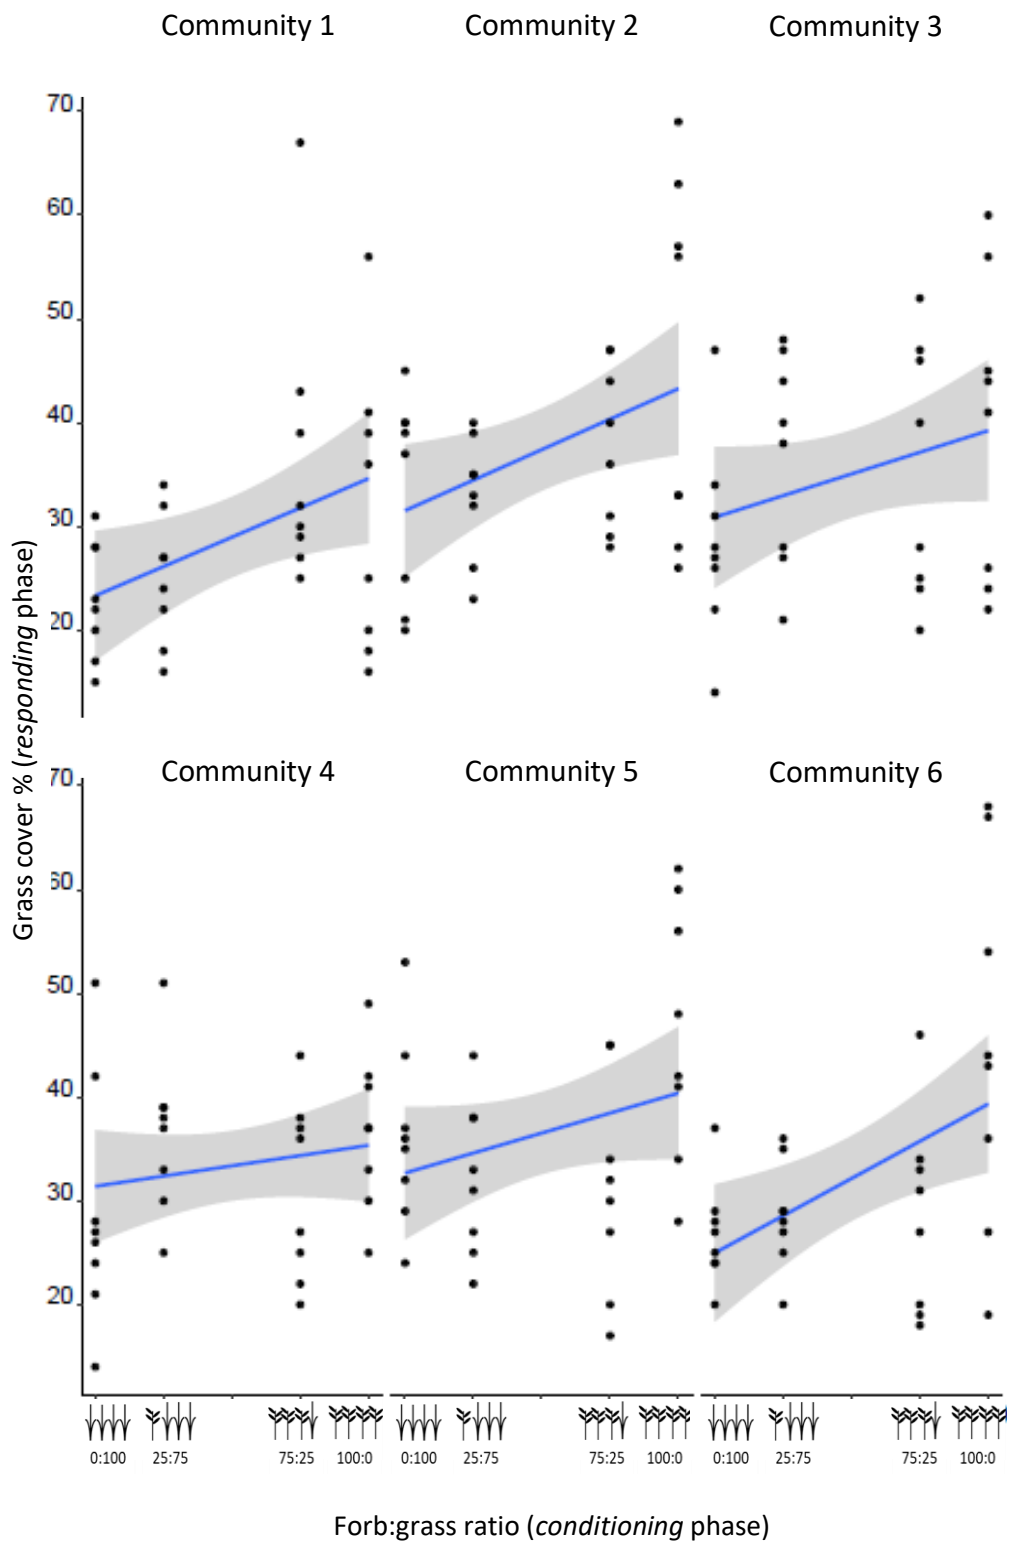 Community 1 Community 2 Community 3
70
60
50
40
30
20
Grass cover % (responding phase)
Community 4 Community 5 Community 6
70
60
50
40
30
20
0:100 25:75 75:25 100:0 0:100 25:75 75:25 100:0 0:100 25:75 75:25 100:0
Forb:grass ratio (conditioning phase)